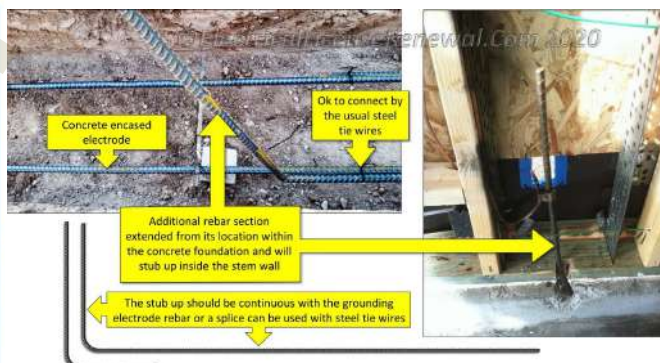 Concrete encased
electrode
Ok to connect by
the usual steel
tie wires
Additional rebar section
extended from its location within
the concrete foundation and will
stub up inside the stem wall
The stub up should be continuous with the grounding
electrode rebar or a splice can be used with steel tie wires